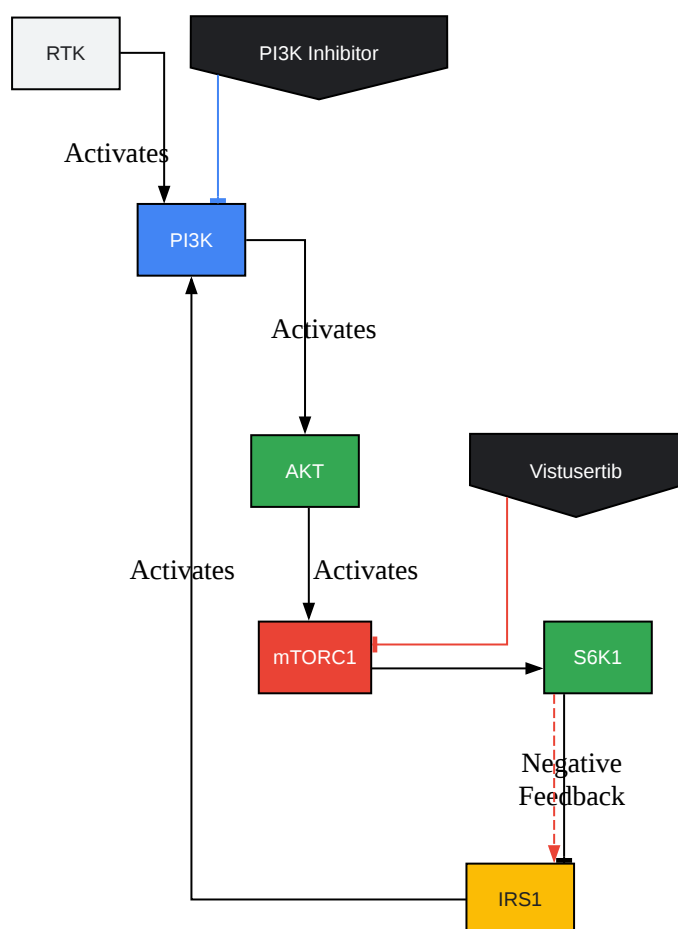 RTK
PI3K Inhibitor
Activates
PI3K
Activates
AKT
Vistusertib
Activates
Activates
mTORC1
S6K1
Negative
Feedback
IRS1